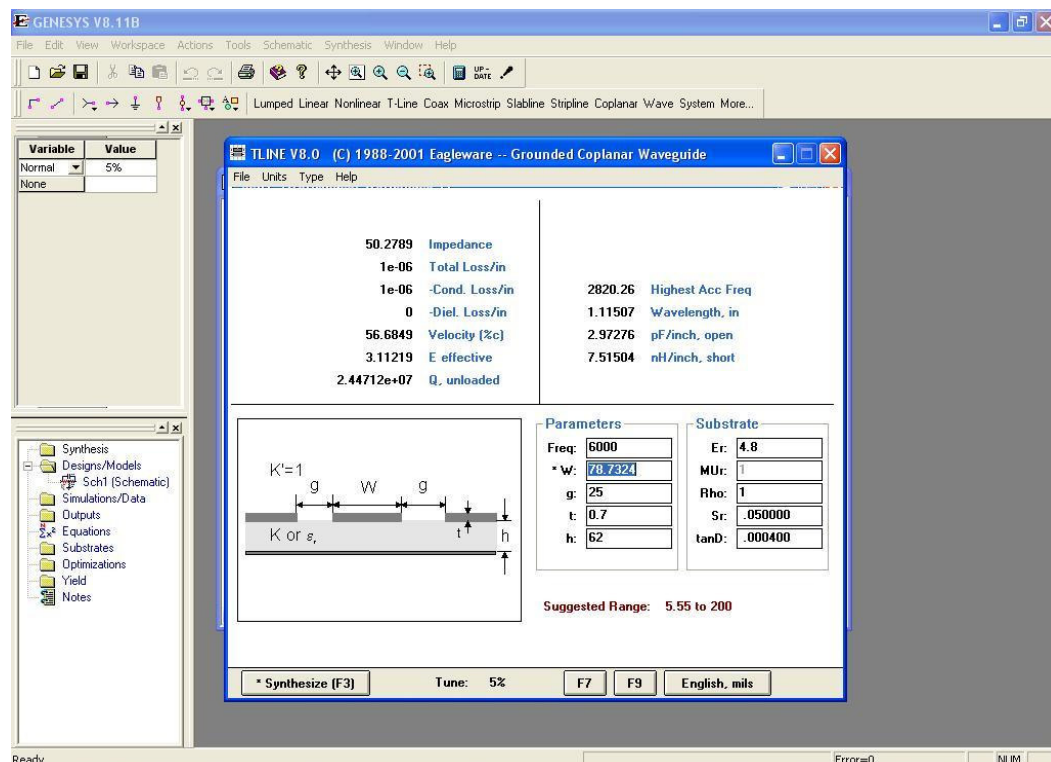 GENESYS V8.11B
File Edit View Workspace Actions Tools Schematic Synthesis Window Help
UP-
DATE
Lumped Linear Nonlinear T-Line Coax Microstrip Slabline Stripline Coplanar Wave System More...
Variable Value
Normal 5%
None
TLINE V8.0 (C) 1988-2001 Eagleware -- Grounded Coplanar Waveguide
File Units Type Help
50.2789 Impedance
1e-06 Total Loss/in
1e-06 -Cond. Loss/in
0 -Diel. Loss/in
56.6849 Velocity (%c)
3.11219 E effective
2.44712e+07 Q, unloaded
2820.26 Highest Acc Freq
1.11507 Wavelength, in
2.97276 pF/inch, open
7.51504 nH/inch, short
Synthesis
Designs/Models
Sch1 (Schematic)
Simulations/Data
Outputs
Σx² Equations
Substrates
Optimizations
Yield
Notes
K'=1
g W g
K or εr t h
Parameters
Freq: 6000
* W: 78.7324
g: 25
t: 0.7
h: 62
Substrate
Er: 4.8
MUr: 1
Rho: 1
Sr: .050000
tanD: .000400
Suggested Range: 5.55 to 200
* Synthesize (F3) Tune: 5% F7 F9 English, mils
Ready Error=0 NUM